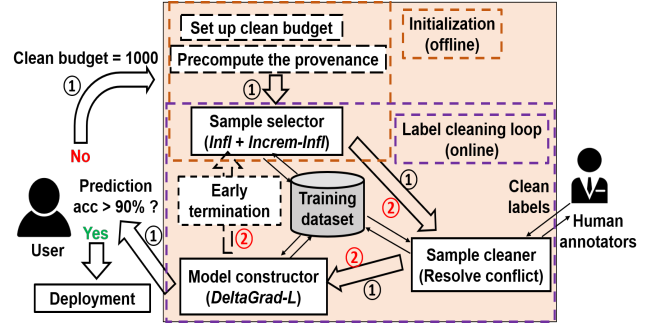 Set up clean budget
Initialization
(offline)
Clean budget = 1000
Precompute the provenance
①
①
Sample selector
(Infl + Increm-Infl)
Label cleaning loop
(online)
No
①
②
Early
termination
Training
dataset
Clean
labels
Prediction
acc > 90% ?
Yes
User
①
②
②
①
Human
annotators
Sample cleaner
(Resolve conflict)
Model constructor
(DeltaGrad-L)
Deployment